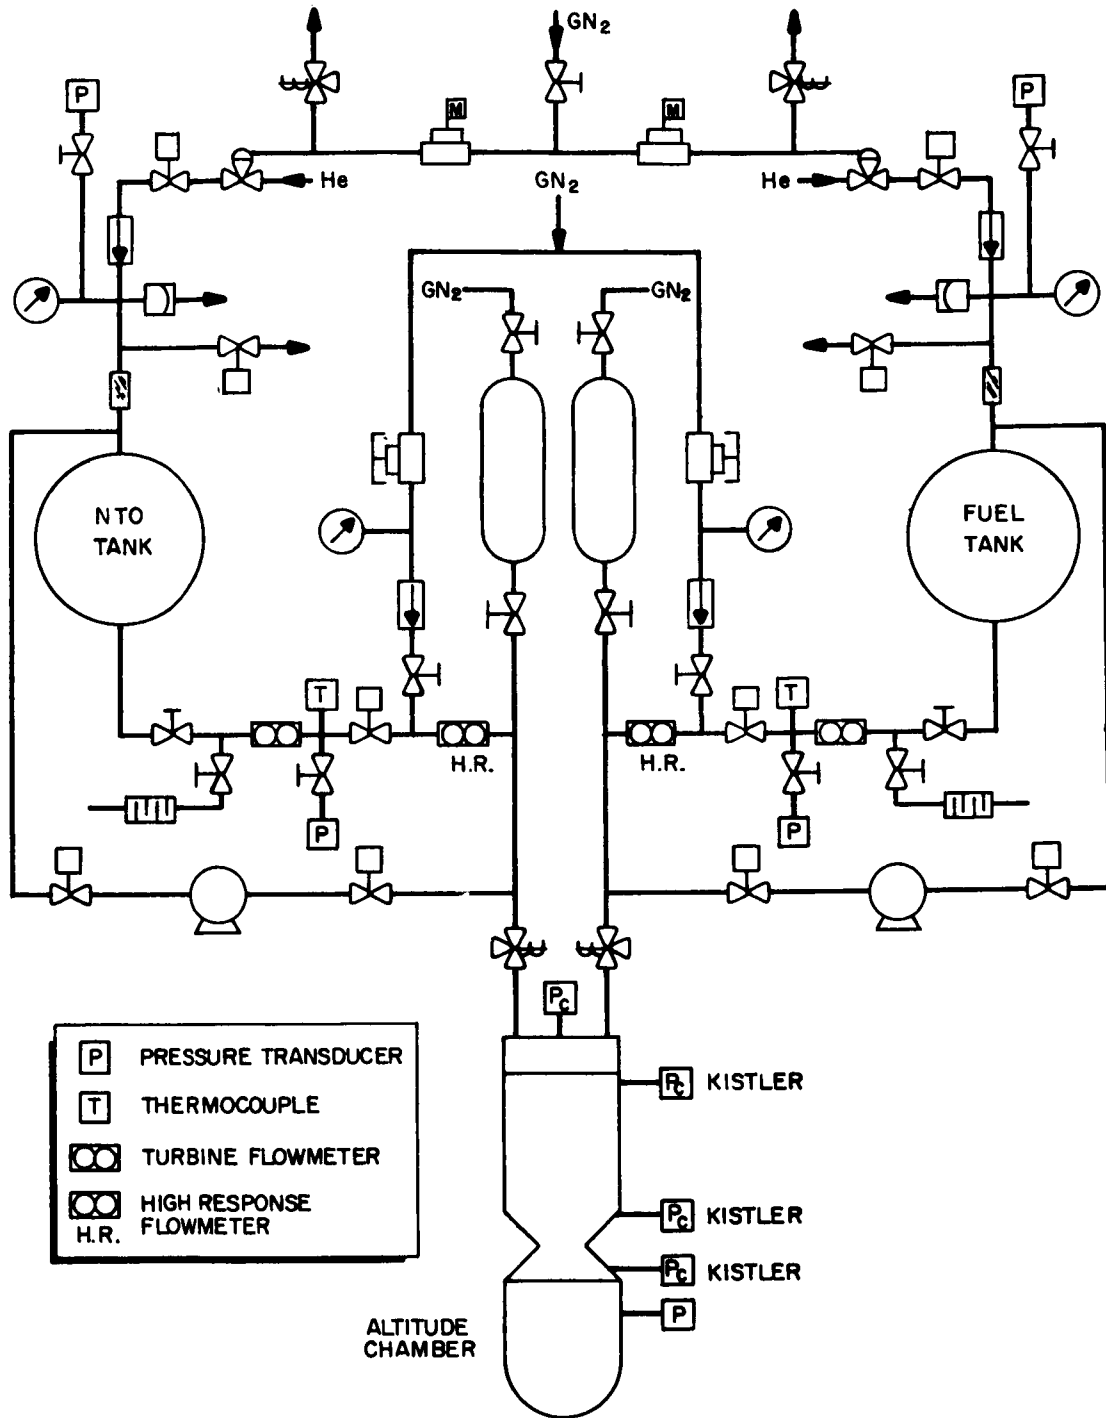 GN2
P
P
M
M
He
GN2
He
GN2
GN2
NTO
TANK
FUEL
TANK
T
T
H.R.
H.R.
P
P
Pc
P PRESSURE TRANSDUCER
T THERMOCOUPLE
TURBINE FLOWMETER
HIGH RESPONSE
FLOWMETER
H.R.
Pc KISTLER
Pc KISTLER
Pc KISTLER
P
ALTITUDE
CHAMBER